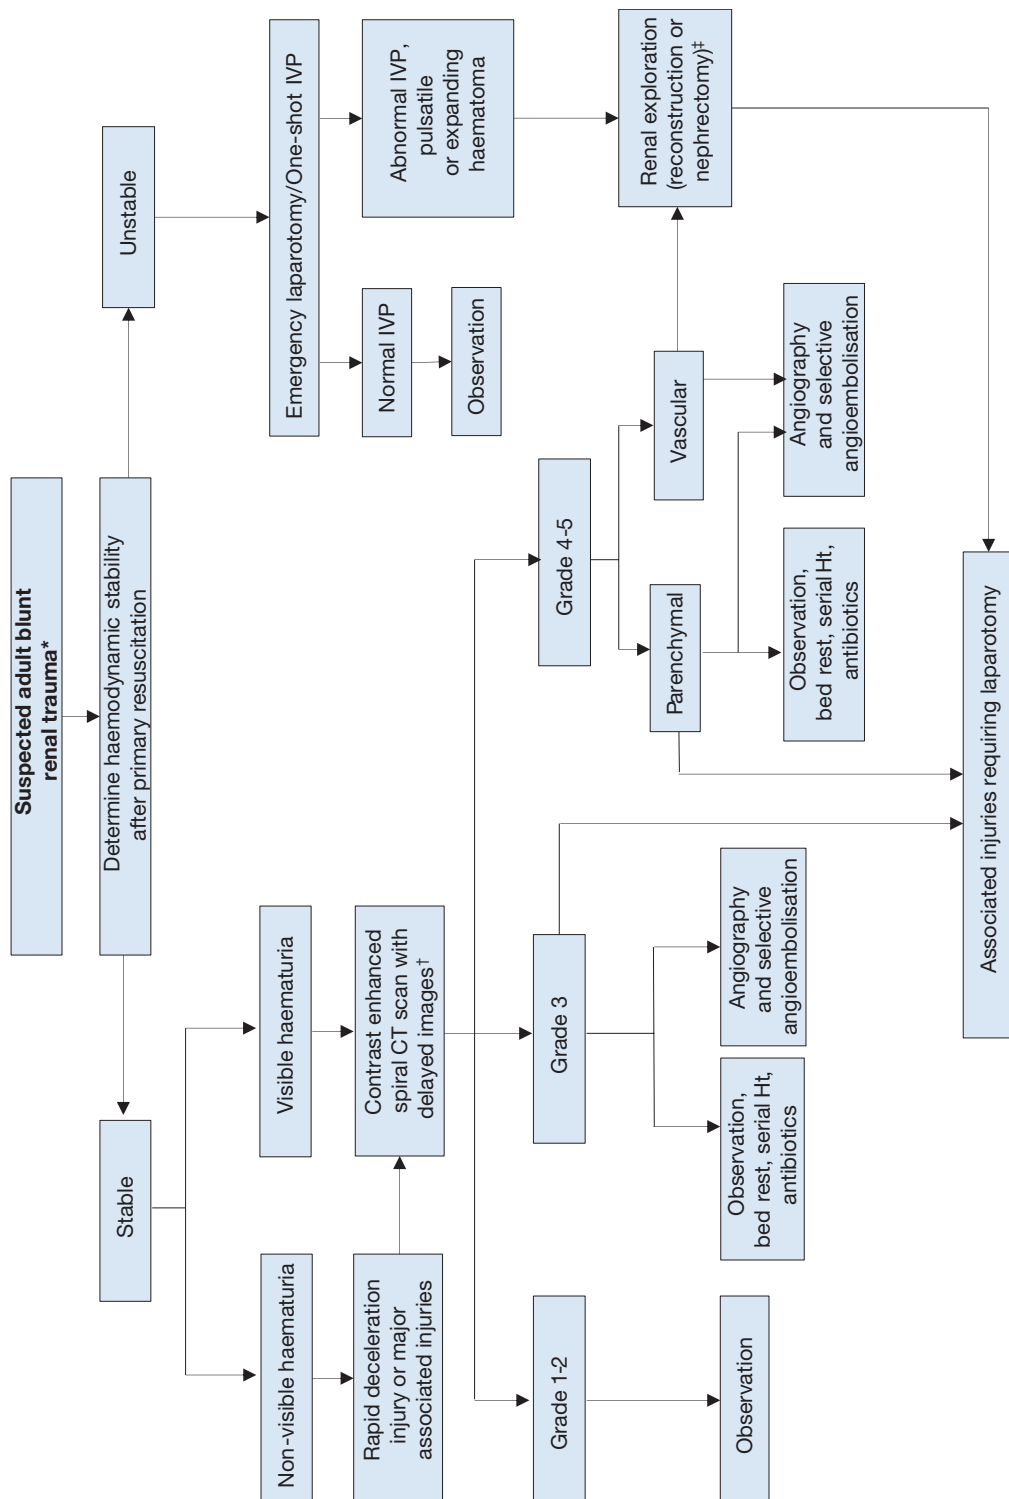 Suspected adult blunt
renal trauma*
Determine haemodynamic stability
after primary resuscitation
Stable
Unstable
Non-visible haematuria
Visible haematuria
Emergency laparotomy/One-shot IVP
Rapid deceleration
injury or major
associated injuries
Contrast enhanced
spiral CT scan with
delayed images†
Normal IVP
Abnormal IVP,
pulsatile
or expanding
haematoma
Observation
Grade 1-2
Grade 3
Grade 4-5
Parenchymal
Vascular
Renal exploration
(reconstruction or
nephrectomy)‡
Observation
Observation,
bed rest, serial Ht,
antibiotics
Angiography
and selective
angioembolisation
Observation,
bed rest, serial Ht,
antibiotics
Angiography
and selective
angioembolisation
Associated injuries requiring laparotomy